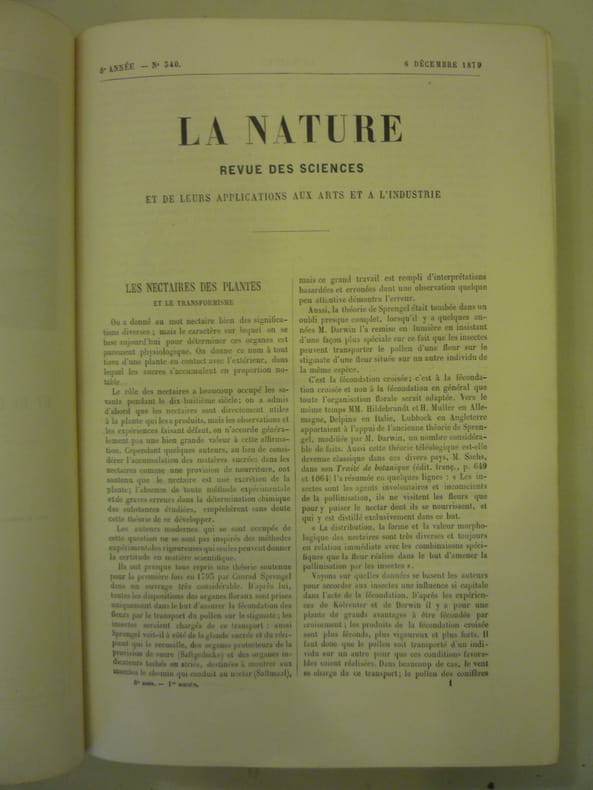 8e ANNÉE — No 340.
6 DÉCEMBRE 1879
LA NATURE
REVUE DES SCIENCES
ET DE LEURS APPLICATIONS AUX ARTS ET A L'INDUSTRIE
LES NECTAIRES DES PLANTES
ET LE TRANSFORMISME
On a donné au mot nectaire bien des significa-
tions diverses ; mais le caractère sur lequel on se
base aujourd'hui pour déterminer ces organes est
purement physiologique. On donne ce nom à tout
tissu d'une plante en contact avec l'extérieur, dans
lequel les sucres s'accumulent en proportion no-
table.
Le rôle des nectaires a beaucoup occupé les sa-
vants pendant le dix-huitième siècle; on a admis
d'abord que les nectaires sont directement utiles
à la plante qui les a produits, mais les observations et
les expériences faisant défaut, on n'accorde généra-
lement pas une bien grande valeur à cette affirma-
tion. Cependant quelques auteurs, au lieu de consi-
dérer l'accumulation des matières sucrées dans les
nectaires comme une provision de nourriture, ont
soutenu que le nectaire est une excrétion de la
plante; l'absence de toute méthode expérimentale
et de graves erreurs dans la détermination chimique
des substances étudiées, empêchèrent sans doute
cette théorie de se développer.
Les auteurs modernes qui se sont occupés de
cette question ne se sont pas inspirés des méthodes
expérimentales rigoureuses qui seules peuvent donner
la certitude en matière scientifique.
Ils ont presque tous repris une théorie soutenue
pour la première fois en 1793 par Conrad Sprengel
dans un ouvrage très considérable. D'après lui,
toutes les dispositions des organes floraux sont prises
uniquement dans le but d'assurer la fécondation des
fleurs par le transport du pollen sur le stigmate; les
insectes seraient chargés de ce transport : aussi
Sprengel voit-il à côté de la glande sucrée et du réci-
pient qui le recueille, des organes protecteurs de la
provision de sucre (Saftgedecke) et des organes in-
dicateurs tachés ou striés, destinés à montrer aux
insectes le chemin qui conduit au nectar (Saftmaal),
8e année. — 1er semestre.
mais ce grand travail est rempli d'interprétations
hasardées et erronées dont une observation quelque
peu attentive démontra l'erreur.
Aussi, la théorie de Sprengel était tombée dans un
oubli presque complet, lorsqu'il y a quelques an-
nées M. Darwin l'a remise en lumière en insistant
d'une façon plus spéciale sur ce fait que les insectes
peuvent transporter le pollen d'une fleur sur le
stigmate d'une fleur située sur un autre individu de
la même espèce.
C'est la fécondation croisée; c'est à la féconda-
tion croisée et non à la fécondation en général que
toute l'organisation florale serait adaptée. Vers le
même temps MM. Hildebrandt et H. Muller en Alle-
magne, Delpino en Italie, Lubbock en Angleterre
apportaient à l'appui de l'ancienne théorie de Spren-
gel, modifiée par M. Darwin, un nombre considéra-
ble de faits. Aussi cette théorie téléologique est-elle
devenue classique dans ces divers pays, M. Sachs,
dans son Traité de botanique (édit. franç., p. 649
et 1064) l'a résumée en quelques lignes : « Les in-
sectes sont les agents involontaires et inconscients
de la pollinisation, ils ne visitent les fleurs que
pour y puiser le nectar dont ils se nourrissent, et
qui y est distillé exclusivement dans ce but.
« La distribution, la forme et la valeur morpho-
logique des nectaires sont très diverses et toujours
en relation immédiate avec les combinaisons spéci-
fiques que la fleur réalise dans le but d'amener la
pollinisation par les insectes ».
Voyons sur quelles données se basent les auteurs
pour accorder aux insectes une influence si capitale
dans l'acte de la fécondation. D'après les expérien-
ces de Kölreuter et de Darwin il y a pour une
plante de grands avantages à être fécondée par
croisement ; les produits de la fécondation croisée
sont plus féconds, plus vigoureux et plus forts. Il
faut donc que le pollen soit transporté d'un indi-
vidu sur un autre pour que ces conditions favora-
bles soient réalisées. Dans beaucoup de cas, le vent
se charge de ce transport; le pollen des conifères
1